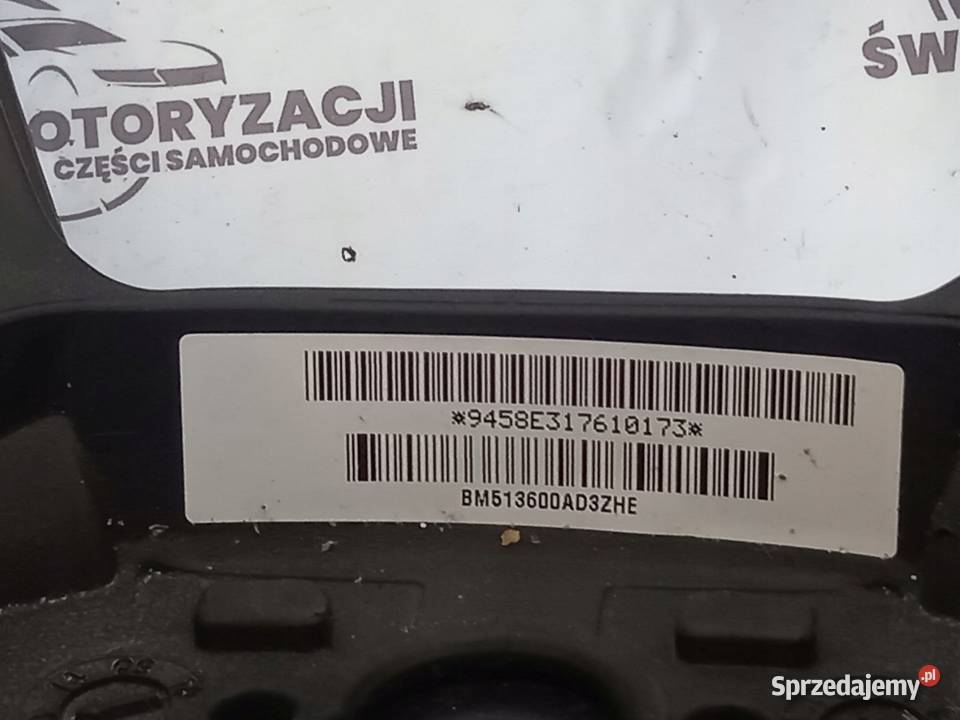 OTORYZACJI
CZĘŚCI SAMOCHODOWE
ŚW
*9458E317610173*
BM513600AD3ZHE
Sprzedajemy.pl